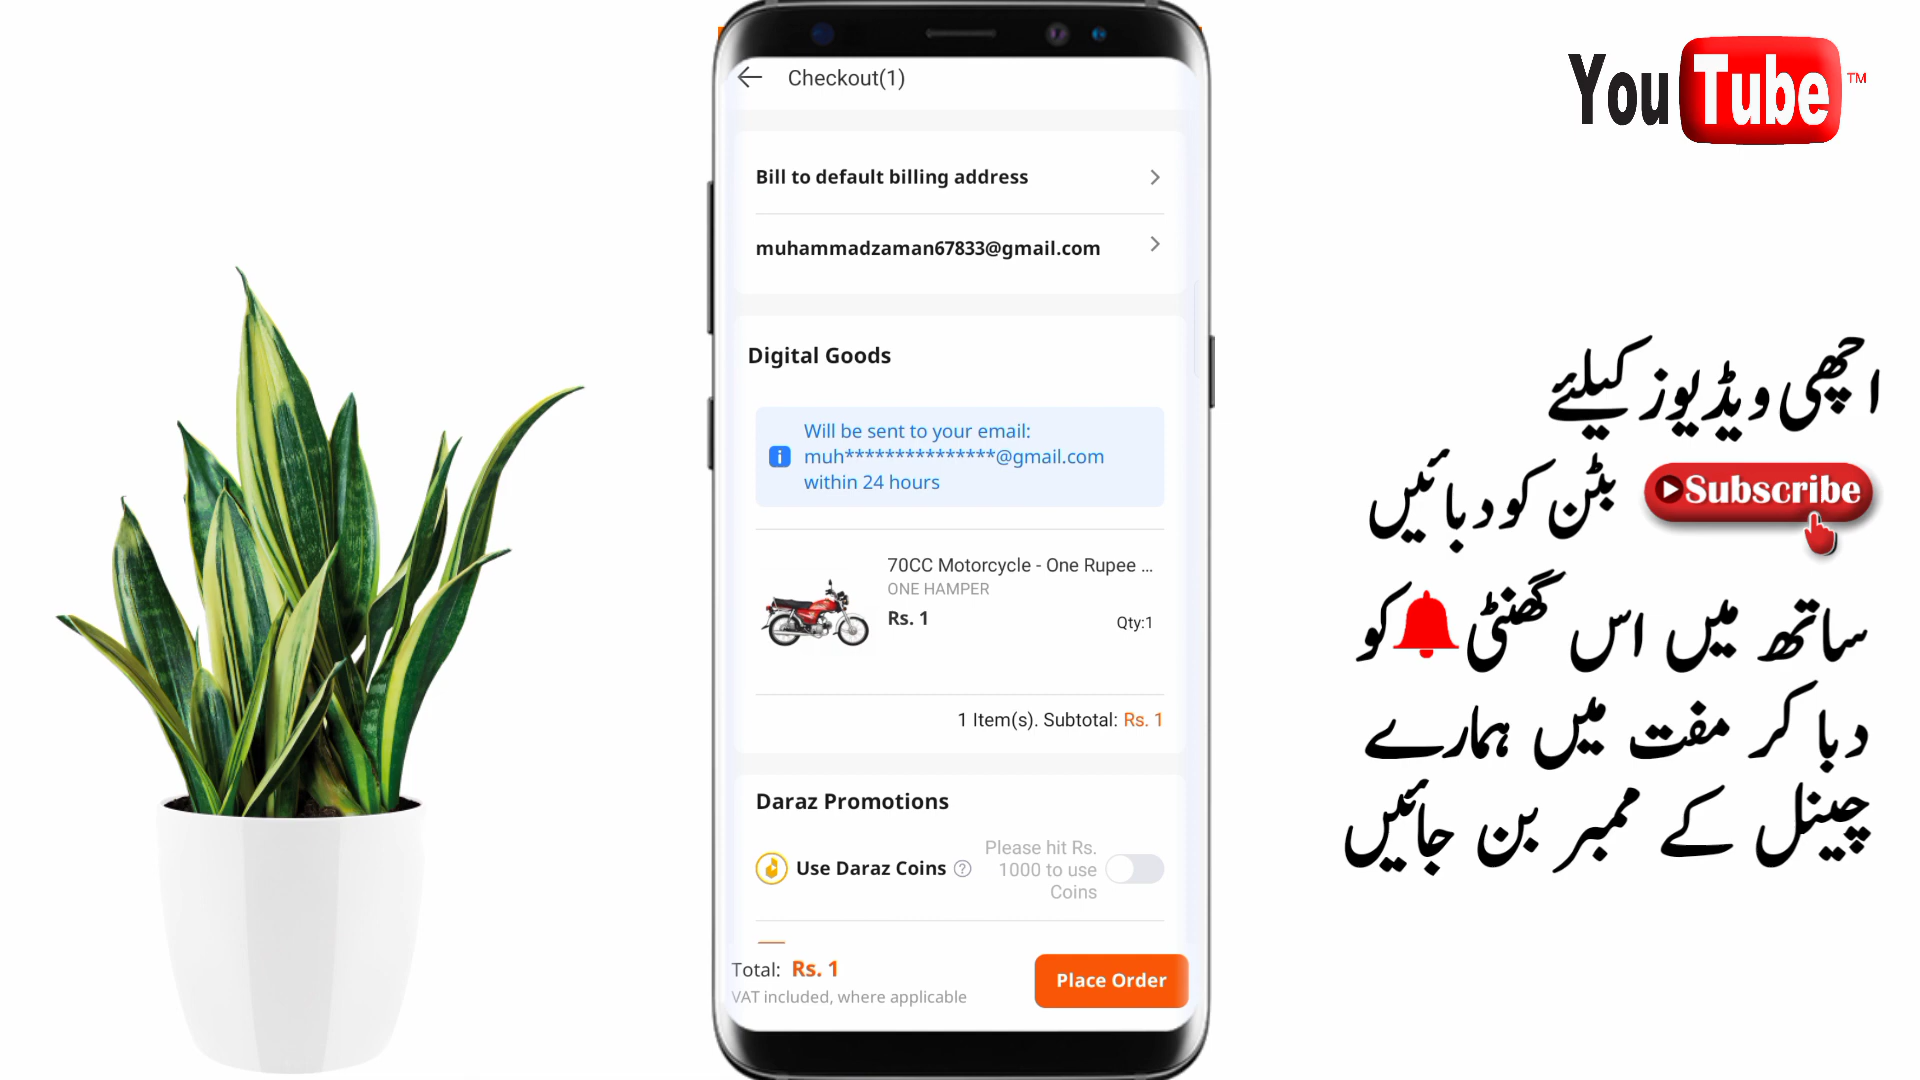 Checkout(1)
Bill to default billing address
muhammadzaman67833@gmail.com
Digital Goods
Will be sent to your email:
muh***************@gmail.com
within 24 hours
70CC Motorcycle - One Rupee ...
ONE HAMPER
Rs. 1
Qty:1
1 Item(s). Subtotal: Rs. 1
Daraz Promotions
Use Daraz Coins
Please hit Rs.
1000 to use
Coins
Total: Rs. 1
VAT included, where applicable
Place Order
YouTube™
اچھی ویڈیوز کیلئے
Subscribe بٹن کو دبائیں
ساتھ میں اس گھنٹی کو
دبا کر مفت میں ہمارے
چینل کے ممبر بن جائیں